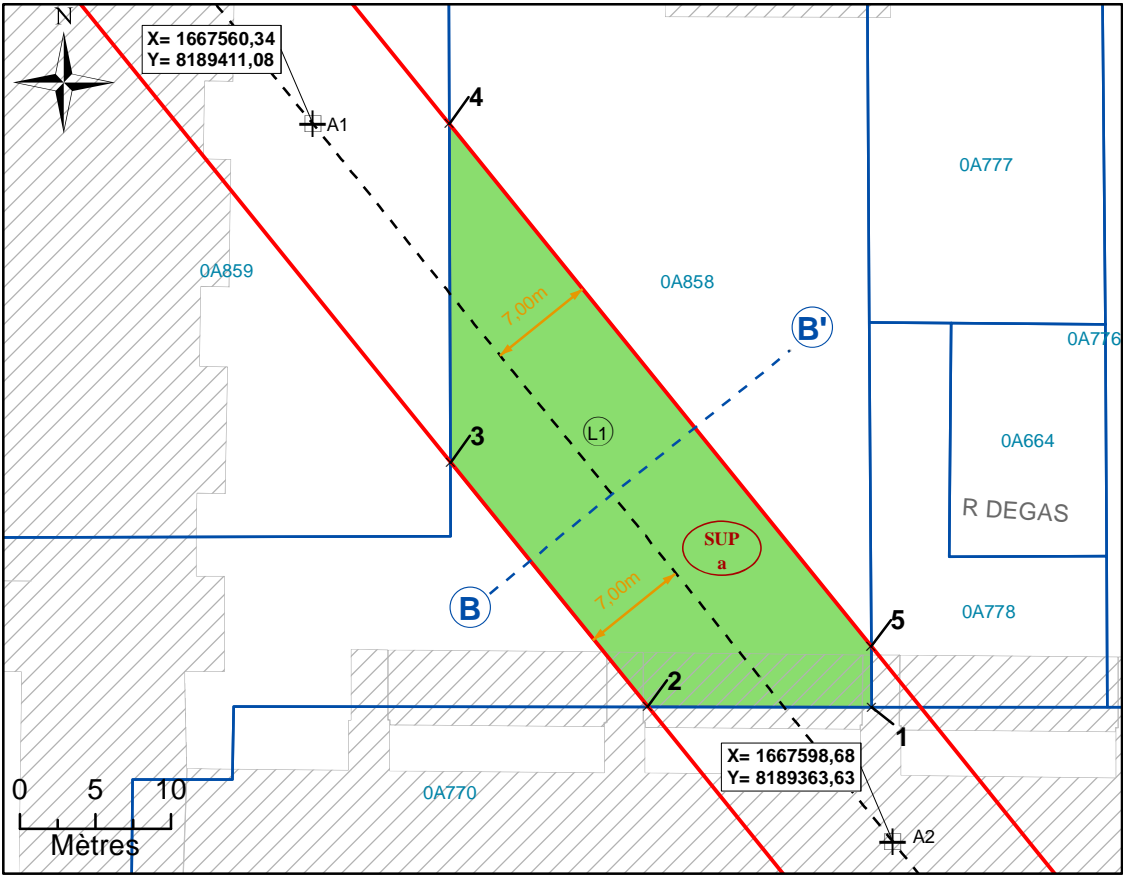 N
X= 1667560,34
Y= 8189411,08
A1
4
0A777
0A859
0A858
7,00m
B'
0A776
L1
3
0A664
R DEGAS
SUP
a
7,00m
B
0A778
5
2
1
X= 1667598,68
Y= 8189363,63
0 5 10
Mètres
0A770
A2